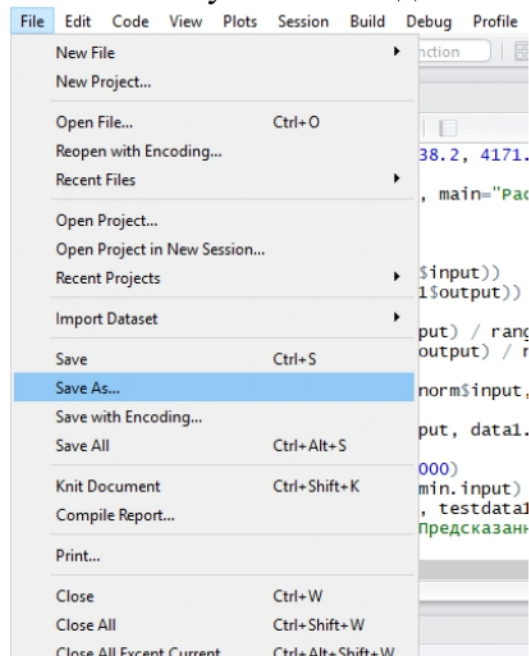 File Edit Code View Plots Session Build Debug Profile
New File
New Project...
Open File... Ctrl+O
Reopen with Encoding...
Recent Files
Open Project...
Open Project in New Session...
Recent Projects
Import Dataset
Save Ctrl+S
Save As...
Save with Encoding...
Save All Ctrl+Alt+S
Knit Document Ctrl+Shift+K
Compile Report...
Print...
Close Ctrl+W
Close All Ctrl+Shift+W
Close All Except Current Ctrl+Alt+Shift+W
nction
38.2, 4171.
, main="Рас
$input))
1$output))
put) / rang
output) / r
norm$input,
put, data1.
000)
min.input)
, testdata1
Предсказанн